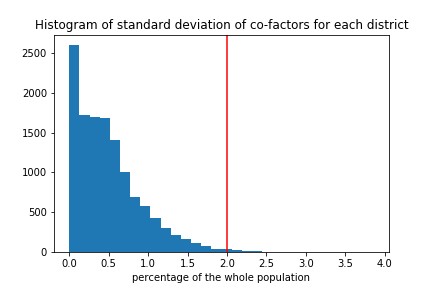 Histogram of standard deviation of co-factors for each district
2500
2000
1500
1000
500
0
0.0 0.5 1.0 1.5 2.0 2.5 3.0 3.5 4.0
percentage of the whole population